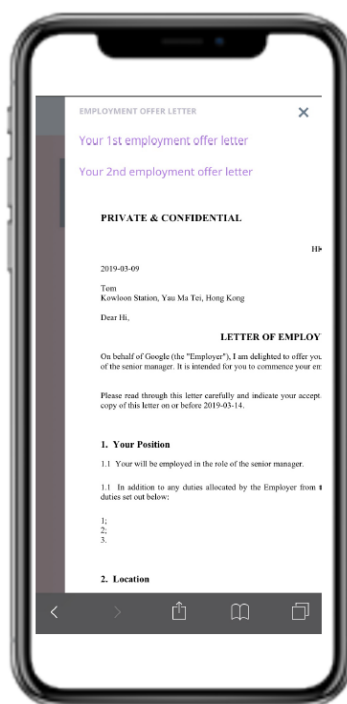 EMPLOYMENT OFFER LETTER
Your 1st employment offer letter
Your 2nd employment offer letter
PRIVATE & CONFIDENTIAL
HK
2019-03-09
Tom
Kowloon Station, Yau Ma Tei, Hong Kong
Dear Hi,
LETTER OF EMPLOY
On behalf of Google (the "Employer"), I am delighted to offer you
of the senior manager. It is intended for you to commence your em
Please read through this letter carefully and indicate your accept
copy of this letter on or before 2019-03-14.
1. Your Position
1.1 Your will be employed in the role of the senior manager.
1.1 In addition to any duties allocated by the Employer from t
duties set out below:
1;
2;
3.
2. Location